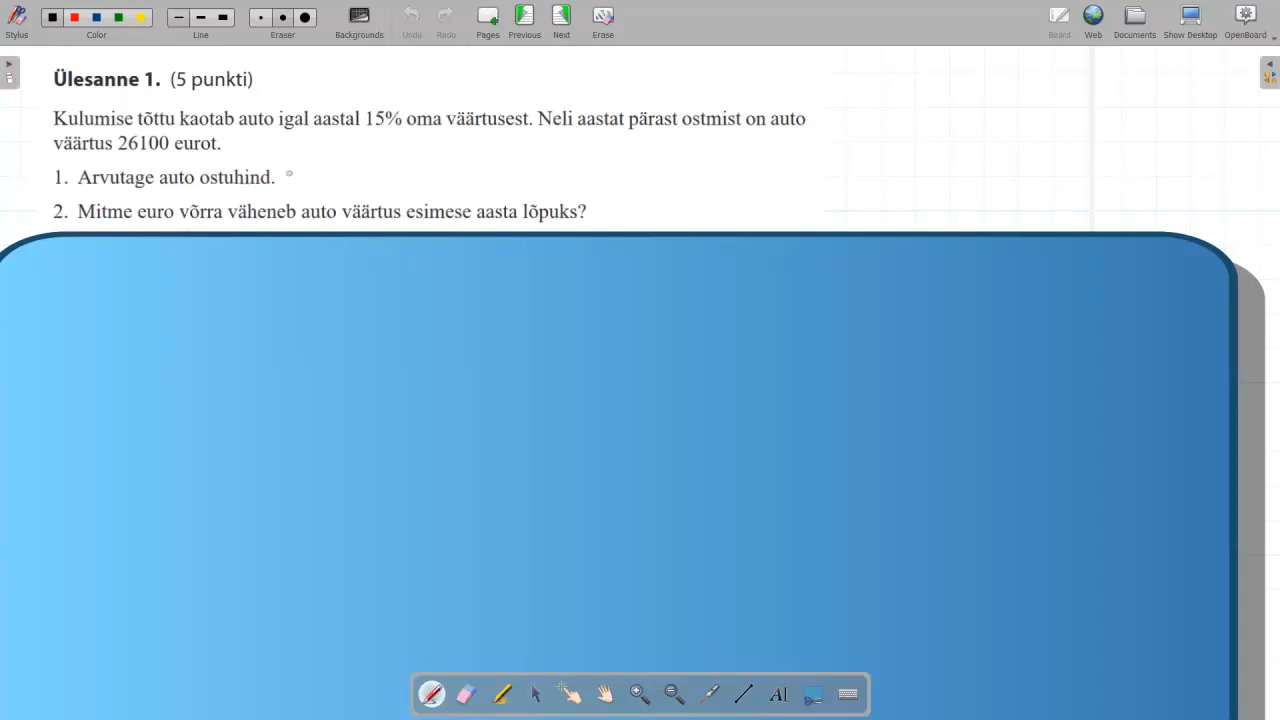 Stylus
Color
Line
Eraser
Backgrounds
Undo
Redo
Pages
Previous
Next
Erase
Board
Web
Documents
Show Desktop
OpenBoard
Ülesanne 1. (5 punkti)
Kulumise tõttu kaotab auto igal aastal 15% oma väärtusest. Neli aastat pärast ostmist on auto
väärtus 26100 eurot.
1. Arvutage auto ostuhind.
2. Mitme euro võrra väheneb auto väärtus esimese aasta lõpuks?
AI